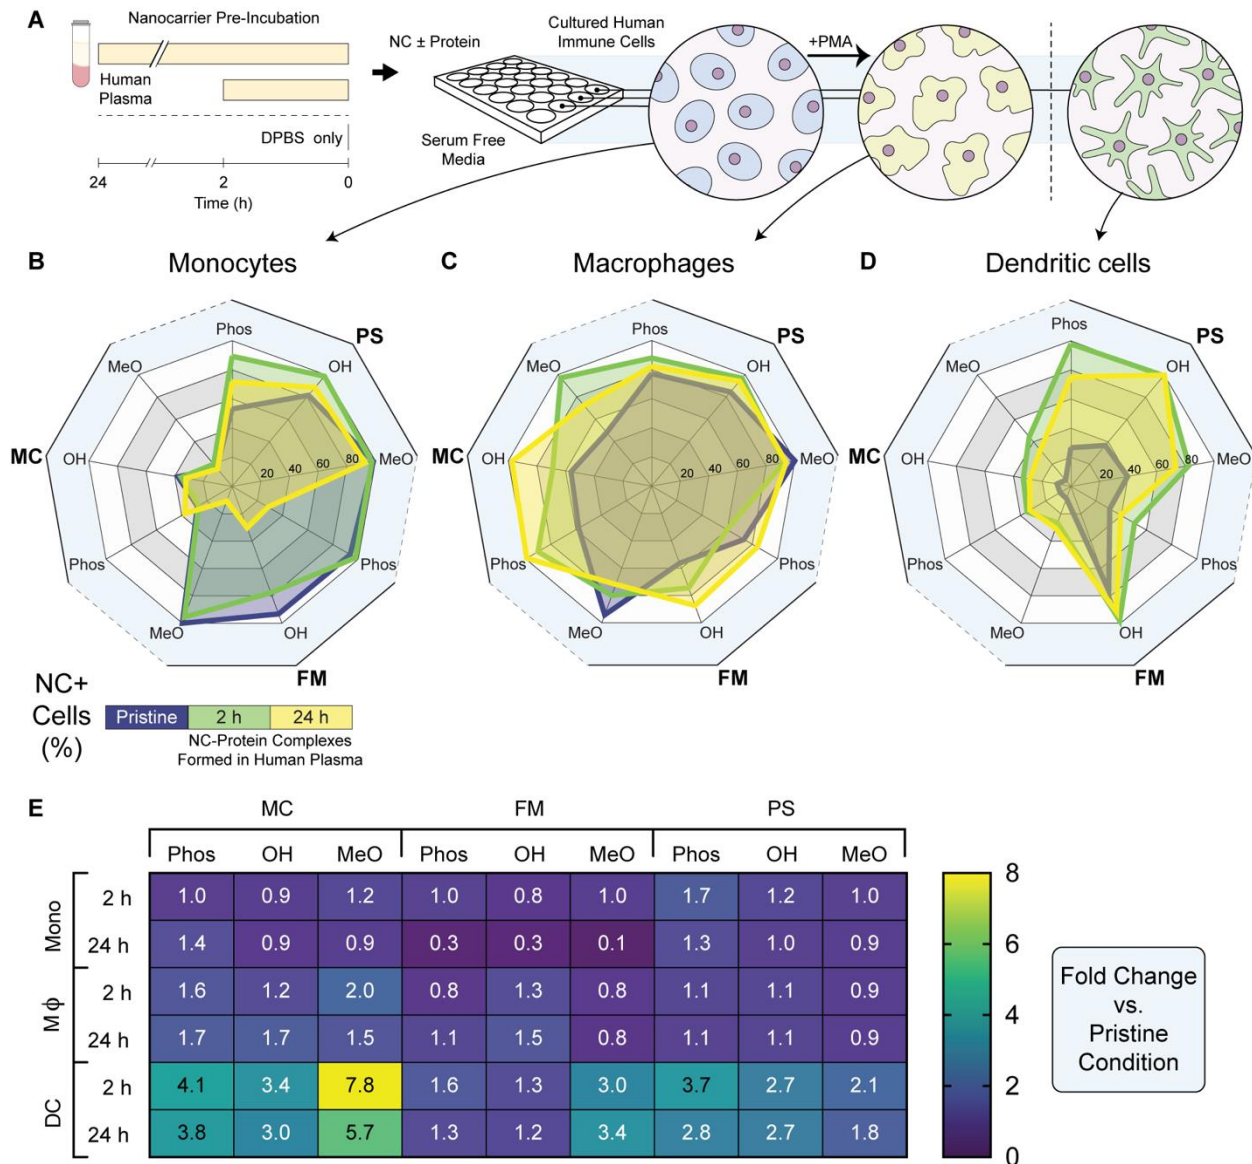 A
Nanocarrier Pre-Incubation
Human
Plasma
DPBS only
24
2
0
Time (h)
NC ± Protein
Serum Free
Media
Cultured Human
Immune Cells
+PMA
B
Monocytes
Phos
PS
OH
MeO
MeO
MC
OH
20
40
60
80
Phos
Phos
MeO
OH
FM
C
Macrophages
Phos
PS
OH
MeO
MeO
MC
OH
20
40
60
80
Phos
Phos
MeO
OH
FM
D
Dendritic cells
Phos
PS
OH
MeO
MeO
MC
OH
20
40
60
80
Phos
Phos
MeO
OH
FM
NC+
Cells
(%)
Pristine 2 h 24 h
NC-Protein Complexes
Formed in Human Plasma
E
MC FM PS
Phos OH MeO Phos OH MeO Phos OH MeO
Mono
2 h 1.0 0.9 1.2 1.0 0.8 1.0 1.7 1.2 1.0
24 h 1.4 0.9 0.9 0.3 0.3 0.1 1.3 1.0 0.9
Mϕ
2 h 1.6 1.2 2.0 0.8 1.3 0.8 1.1 1.1 0.9
24 h 1.7 1.7 1.5 1.1 1.5 0.8 1.1 1.1 0.9
DC
2 h 4.1 3.4 7.8 1.6 1.3 3.0 3.7 2.7 2.1
24 h 3.8 3.0 5.7 1.3 1.2 3.4 2.8 2.7 1.8
8
6
4
2
0
Fold Change
vs.
Pristine
Condition